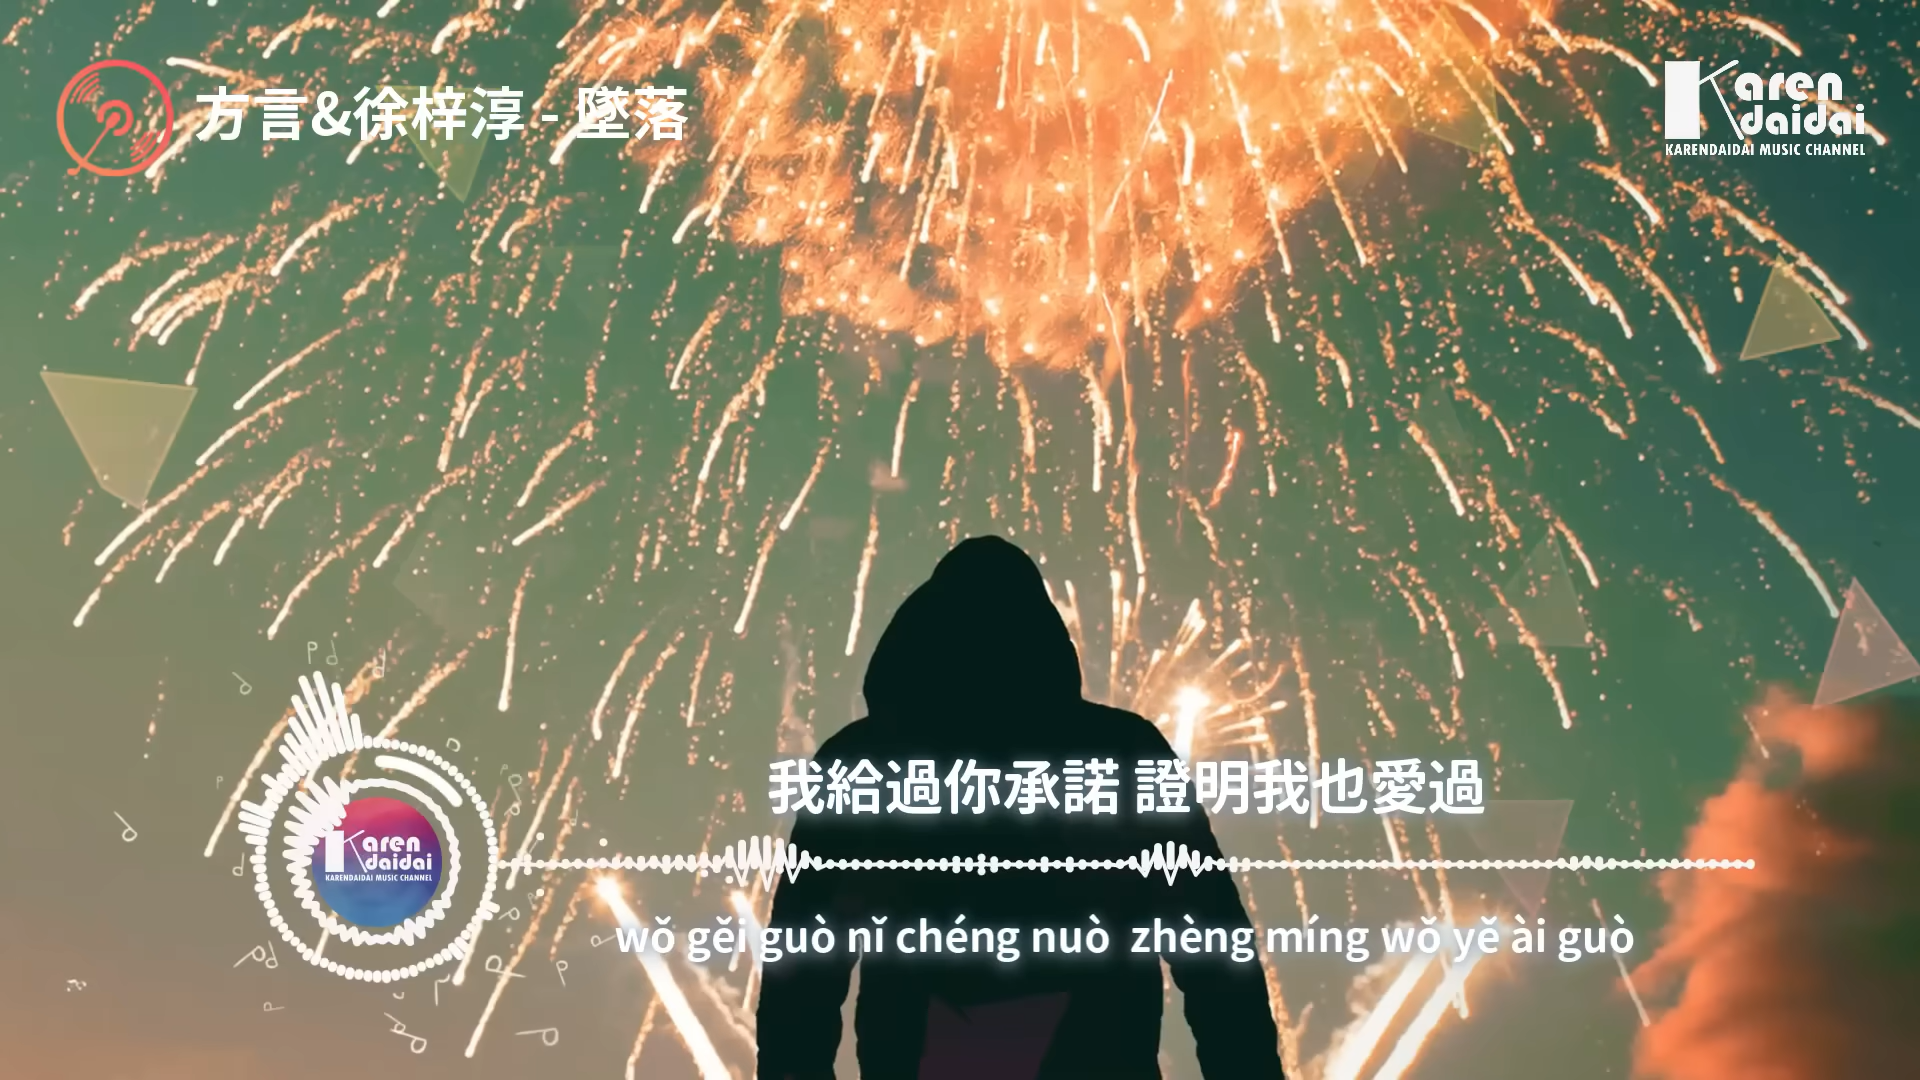 方言&徐梓淳 - 墜落
Karen
daidai
KARENDAIDAI MUSIC CHANNEL
我給過你承諾 證明我也愛過
Karen
daidai
KARENDAIDAI MUSIC CHANNEL
wǒ gěi guò nǐ chéng nuò  zhèng míng wǒ yě ài guò